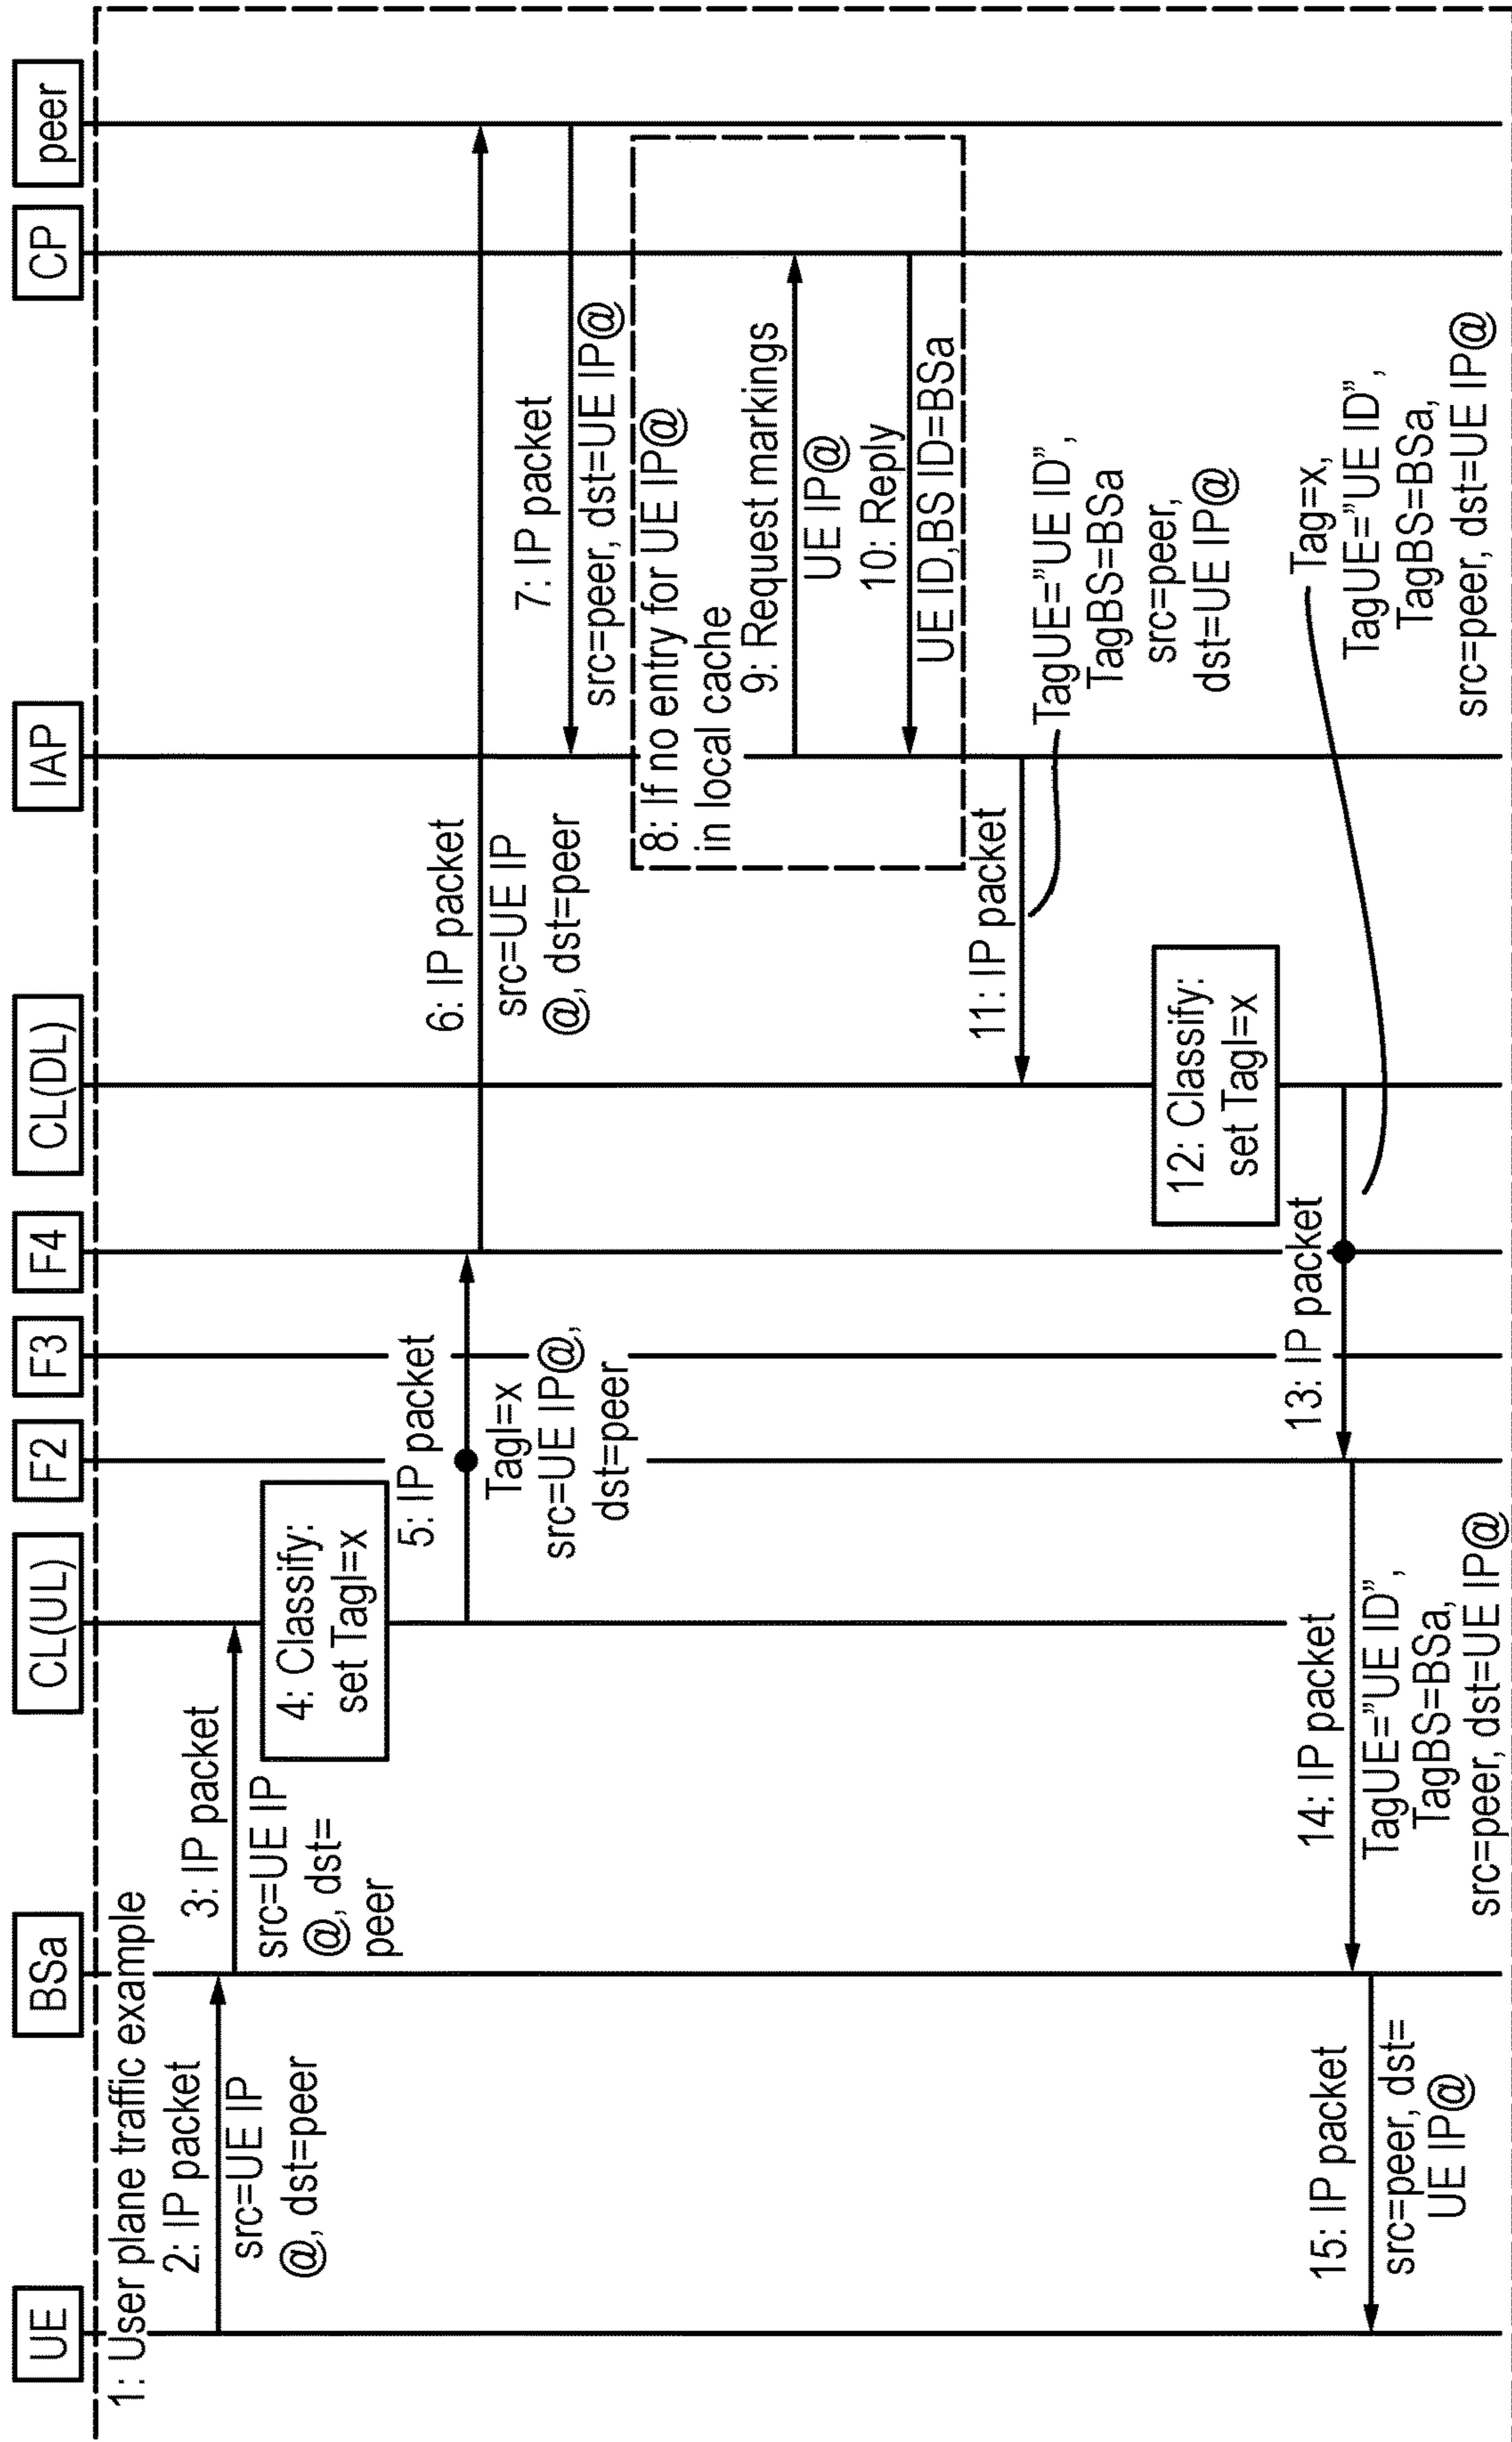 UE
BSa
CL(UL)
F2
F3
F4
CL(DL)
IAP
CP
peer
1: User plane traffic example
2: IP packet
src=UE IP
@, dst=peer
3: IP packet
src=UE IP
@, dst=
peer
4: Classify:
set TagI=x
5: IP packet
TagI=x
src=UE IP@,
dst=peer
6: IP packet
src=UE IP
@, dst=peer
7: IP packet
src=peer, dst=UE IP@
8: If no entry for UE IP@
in local cache
9: Request markings
UE IP@
10: Reply
UE ID,BS ID=BSa
11: IP packet
TagUE="UE ID",
TagBS=BSa
src=peer,
dst=UE IP@
12: Classify:
set TagI=x
13: IP packet
Tag=x,
TagUE="UE ID",
TagBS=BSa,
src=peer, dst=UE IP@
14: IP packet
TagUE="UE ID",
TagBS=BSa,
src=peer, dst=UE IP@
15: IP packet
src=peer, dst=
UE IP@